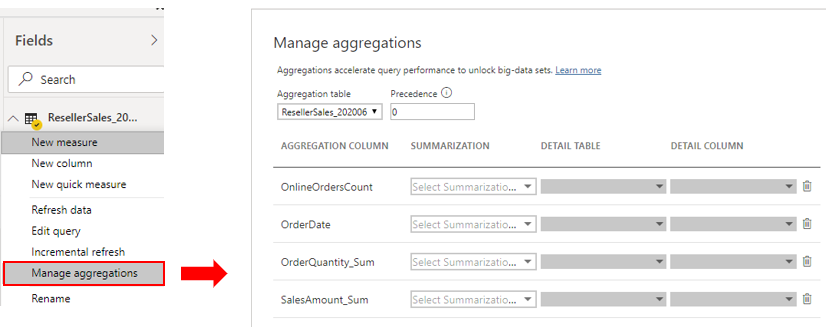 Fields
Search
ResellerSales_20...
New measure
New column
New quick measure
Refresh data
Edit query
Incremental refresh
Manage aggregations
Rename
Manage aggregations
Aggregations accelerate query performance to unlock big-data sets. Learn more
Aggregation table Precedence
ResellerSales_202006 0
AGGREGATION COLUMN SUMMARIZATION DETAIL TABLE DETAIL COLUMN
OnlineOrdersCount Select Summarizatio...
OrderDate Select Summarizatio...
OrderQuantity_Sum Select Summarizatio...
SalesAmount_Sum Select Summarizatio...